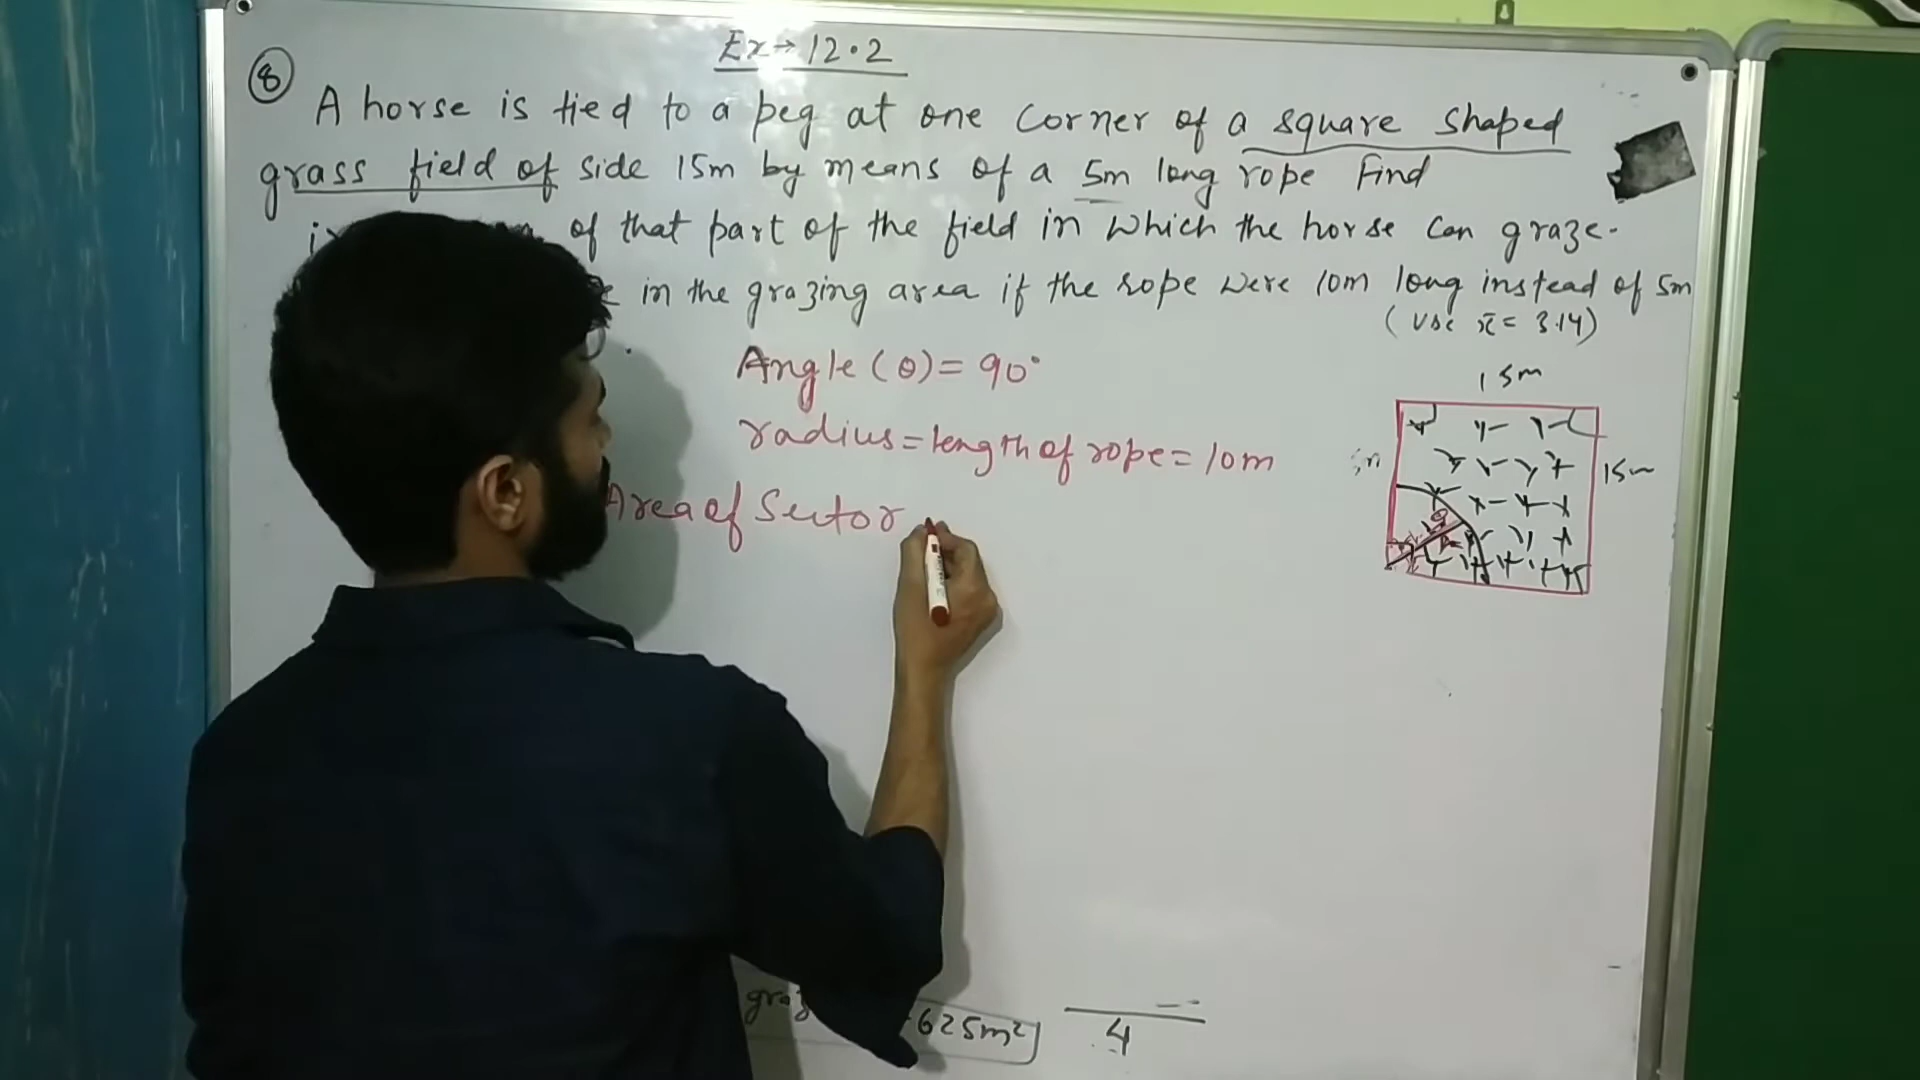 Ex→ 12.2
⑧ A horse is tied to a peg at one corner of a square shaped
grass field of side 15m by means of a 5m long rope Find
of that part of the field in which the horse can graze.
in the grazing area if the rope were 10m long instead of 5m
(use π = 3.14)
Angle (θ) = 90°
radius = length of rope = 10m
Area of Sector
15m
15m
625m²
4